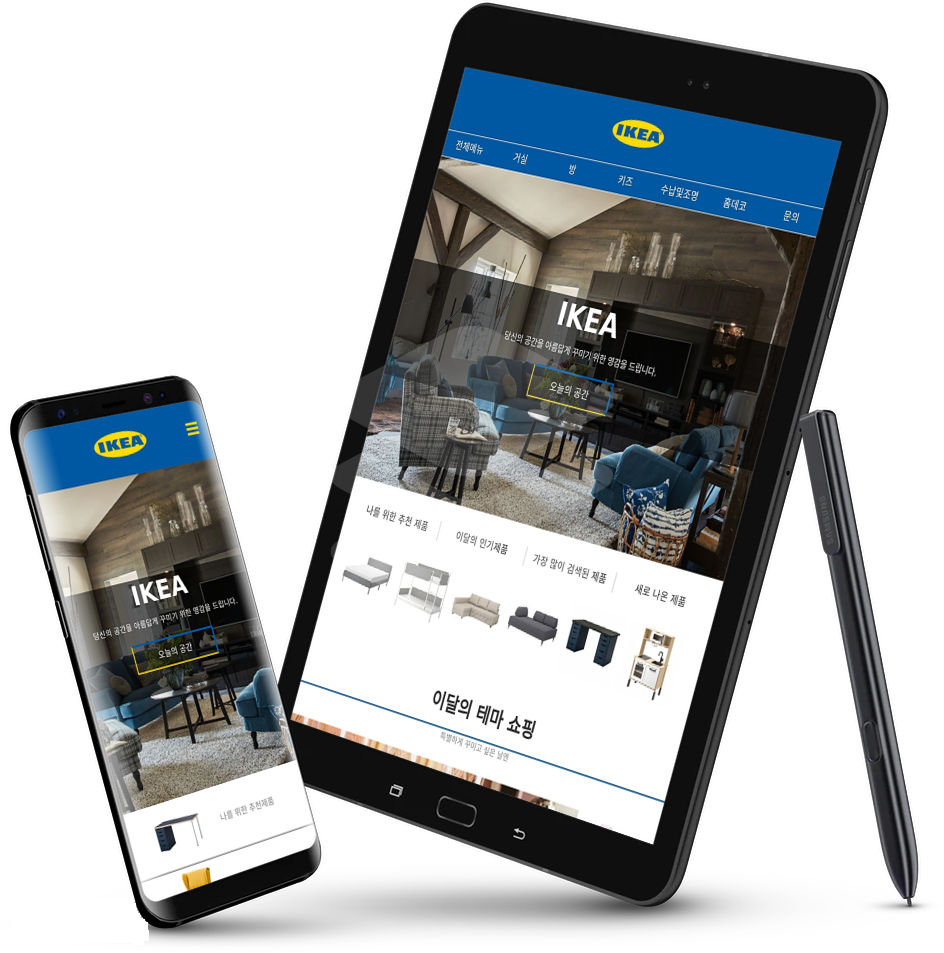 IKEA
전체메뉴 거실 방 키즈 수납및조명 홈데코 문의
IKEA
당신의 공간을 아름답게 꾸미기 위한 영감을 드립니다.
오늘의 공간
나를 위한 추천 제품 이달의 인기제품 가장 많이 검색된 제품 새로 나온 제품
이달의 테마 쇼핑
특별하게 꾸미고 싶은 날엔
IKEA
IKEA
당신의 공간을 아름답게 꾸미기 위한 영감을 드립니다.
오늘의 공간
나를 위한 추천제품
SAMSUNG